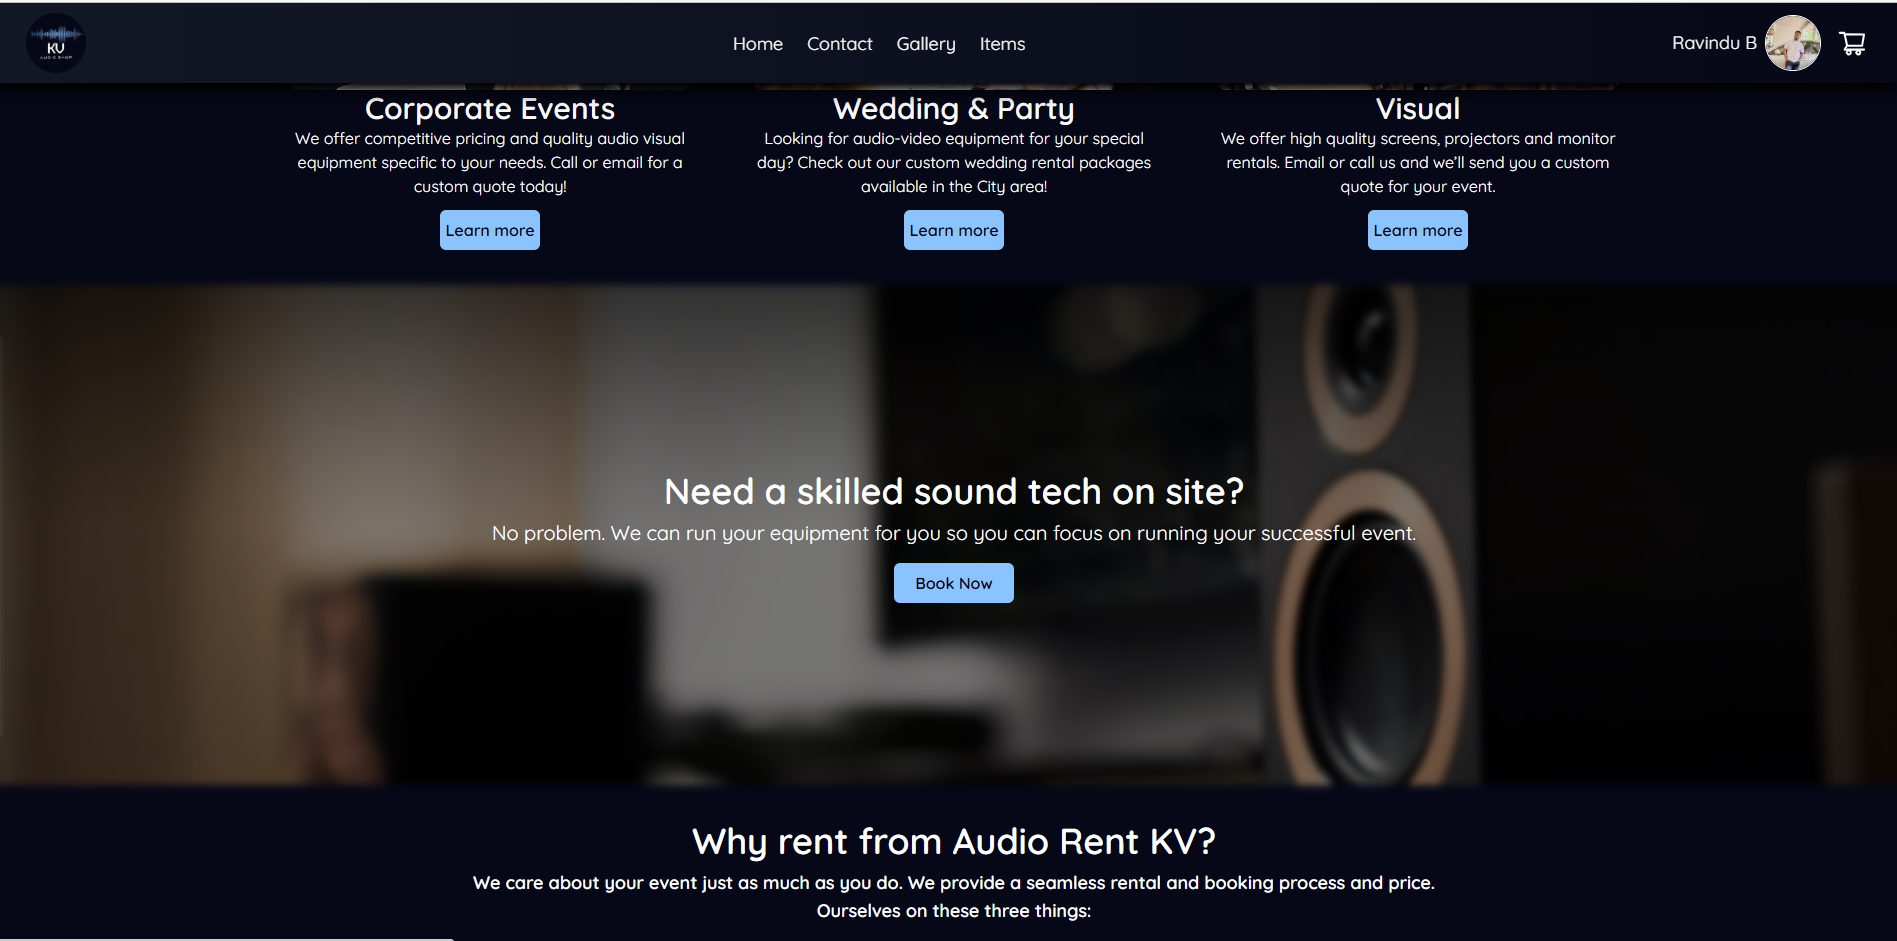 KV
AUDIO SHOP
Home Contact Gallery Items
Ravindu B
Corporate Events
We offer competitive pricing and quality audio visual
equipment specific to your needs. Call or email for a
custom quote today!
Learn more
Wedding & Party
Looking for audio-video equipment for your special
day? Check out our custom wedding rental packages
available in the City area!
Learn more
Visual
We offer high quality screens, projectors and monitor
rentals. Email or call us and we'll send you a custom
quote for your event.
Learn more
Need a skilled sound tech on site?
No problem. We can run your equipment for you so you can focus on running your successful event.
Book Now
Why rent from Audio Rent KV?
We care about your event just as much as you do. We provide a seamless rental and booking process and price.
Ourselves on these three things: